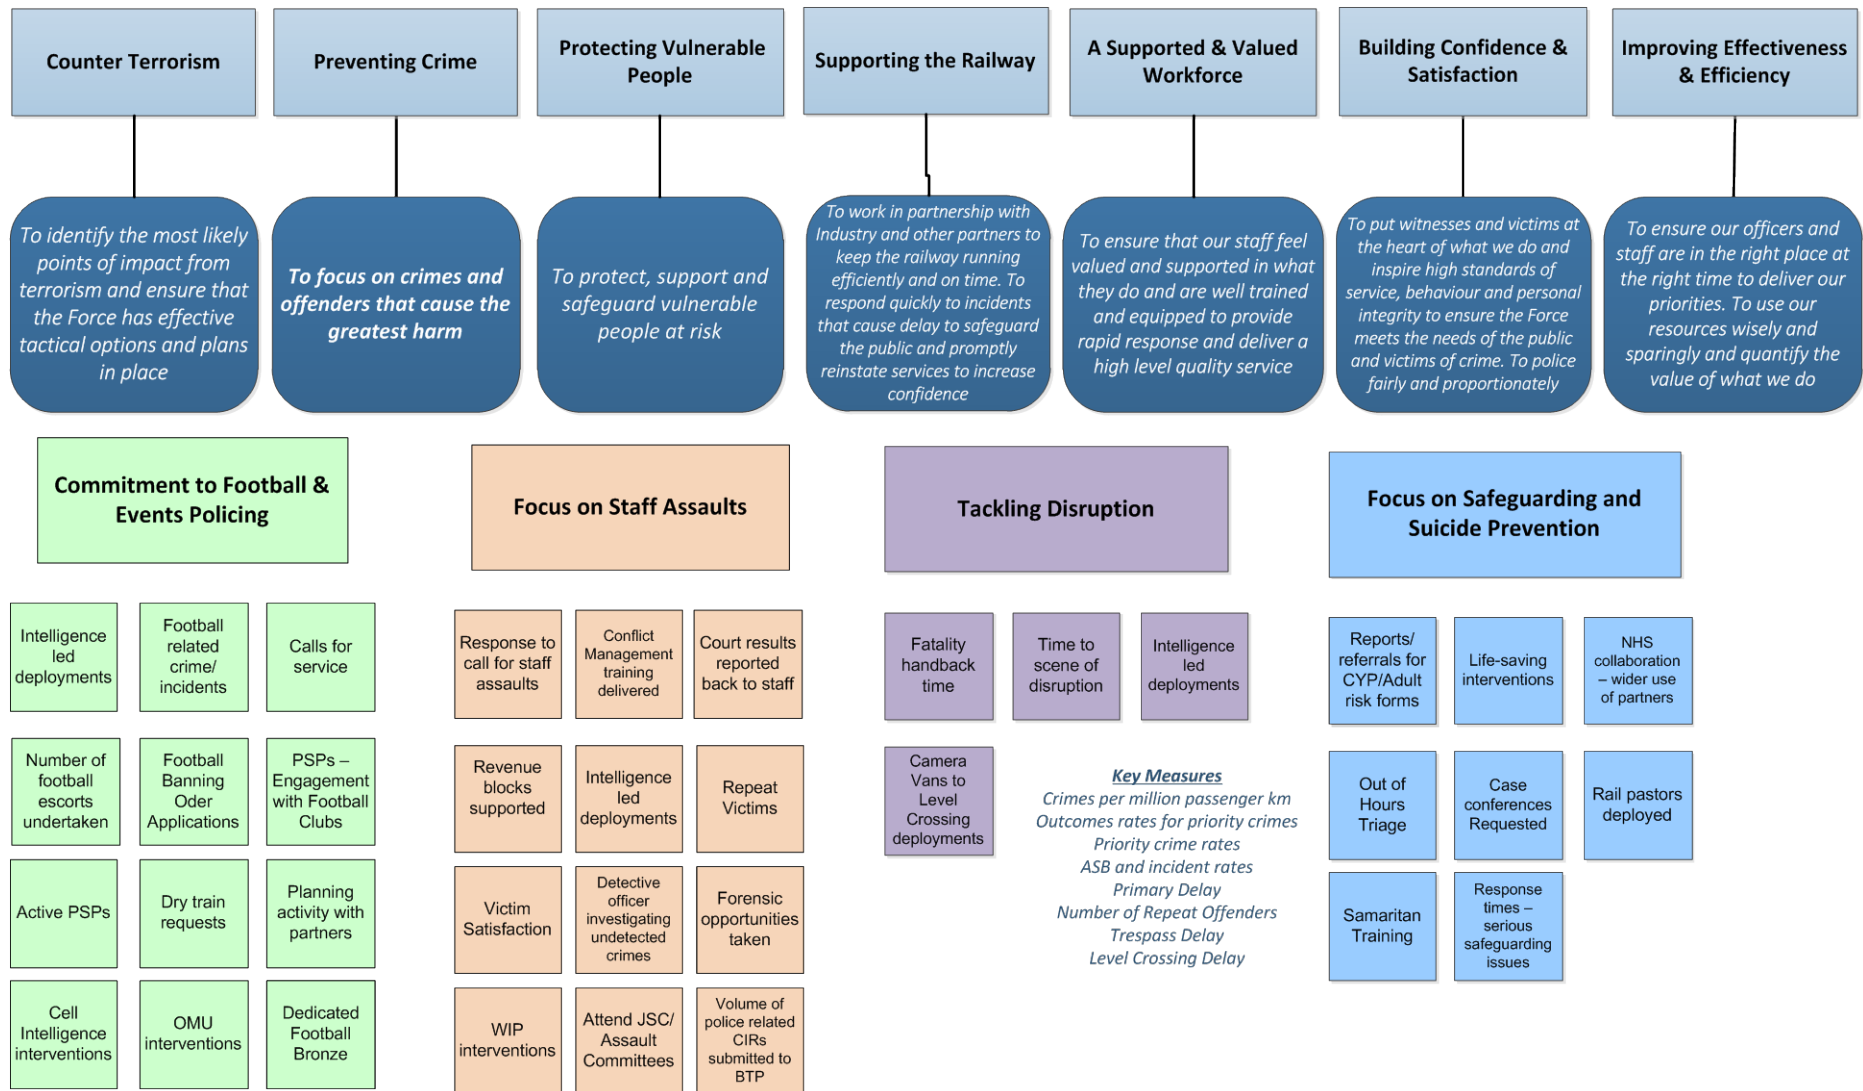 Counter Terrorism
Preventing Crime
Protecting Vulnerable
People
Supporting the Railway
A Supported & Valued
Workforce
Building Confidence &
Satisfaction
Improving Effectiveness
& Efficiency
To identify the most likely
points of impact from
terrorism and ensure that
the Force has effective
tactical options and plans
in place
To focus on crimes and
offenders that cause the
greatest harm
To protect, support and
safeguard vulnerable
people at risk
To work in partnership with
Industry and other partners to
keep the railway running
efficiently and on time. To
respond quickly to incidents
that cause delay to safeguard
the public and promptly
reinstate services to increase
confidence
To ensure that our staff feel
valued and supported in what
they do and are well trained
and equipped to provide
rapid response and deliver a
high level quality service
To put witnesses and victims at
the heart of what we do and
inspire high standards of
service, behaviour and personal
integrity to ensure the Force
meets the needs of the public
and victims of crime. To police
fairly and proportionately
To ensure our officers and
staff are in the right place at
the right time to deliver our
priorities. To use our
resources wisely and
sparingly and quantify the
value of what we do
Commitment to Football &
Events Policing
Intelligence
led
deployments
Football
related
crime/
incidents
Calls for
service
Number of
football
escorts
undertaken
Football
Banning
Oder
Applications
PSPs –
Engagement
with Football
Clubs
Active PSPs
Dry train
requests
Planning
activity with
partners
Cell
Intelligence
interventions
OMU
interventions
Dedicated
Football
Bronze
Focus on Staff Assaults
Response to
call for staff
assaults
Conflict
Management
training
delivered
Court results
reported
back to staff
Revenue
blocks
supported
Intelligence
led
deployments
Repeat
Victims
Victim
Satisfaction
Detective
officer
investigating
undetected
crimes
Forensic
opportunities
taken
WIP
interventions
Attend JSC/
Assault
Committees
Volume of
police related
CIRs
submitted to
BTP
Tackling Disruption
Fatality
handback
time
Time to
scene of
disruption
Intelligence
led
deployments
Camera
Vans to
Level
Crossing
deployments
Key Measures
Crimes per million passenger km
Outcomes rates for priority crimes
Priority crime rates
ASB and incident rates
Primary Delay
Number of Repeat Offenders
Trespass Delay
Level Crossing Delay
Focus on Safeguarding and
Suicide Prevention
Reports/
referrals for
CYP/Adult
risk forms
Life-saving
interventions
NHS
collaboration
– wider use
of partners
Out of
Hours
Triage
Case
conferences
Requested
Rail pastors
deployed
Samaritan
Training
Response
times –
serious
safeguarding
issues